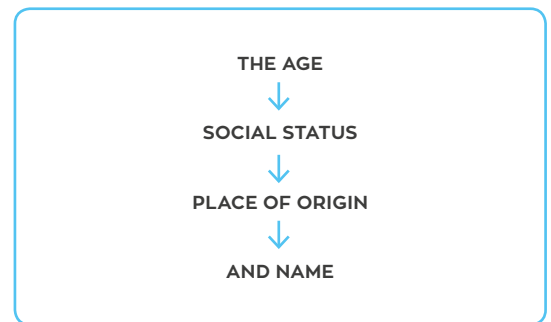 THE AGE
SOCIAL STATUS
PLACE OF ORIGIN
AND NAME